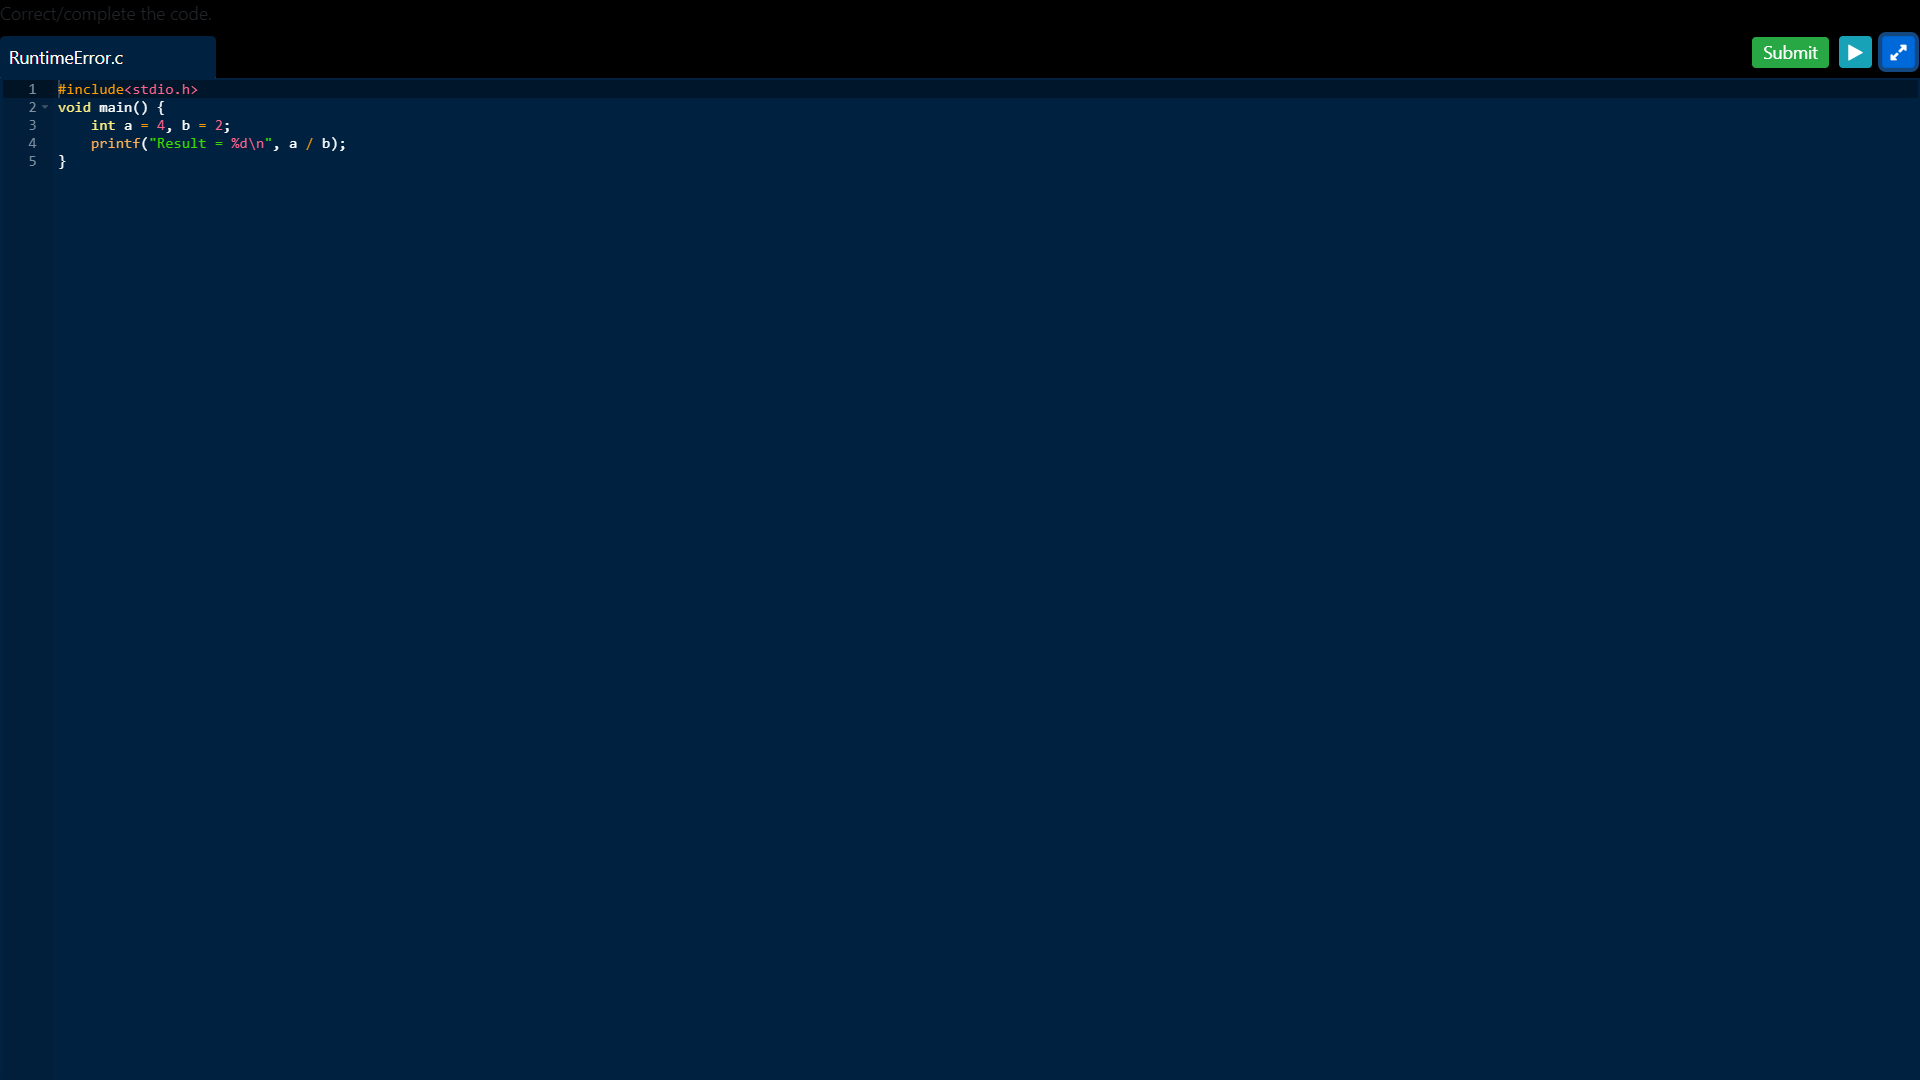 Correct/complete the code.
RuntimeError.c
Submit
1 #include<stdio.h>
2 void main() {
3     int a = 4, b = 2;
4     printf("Result = %d\n", a / b);
5 }